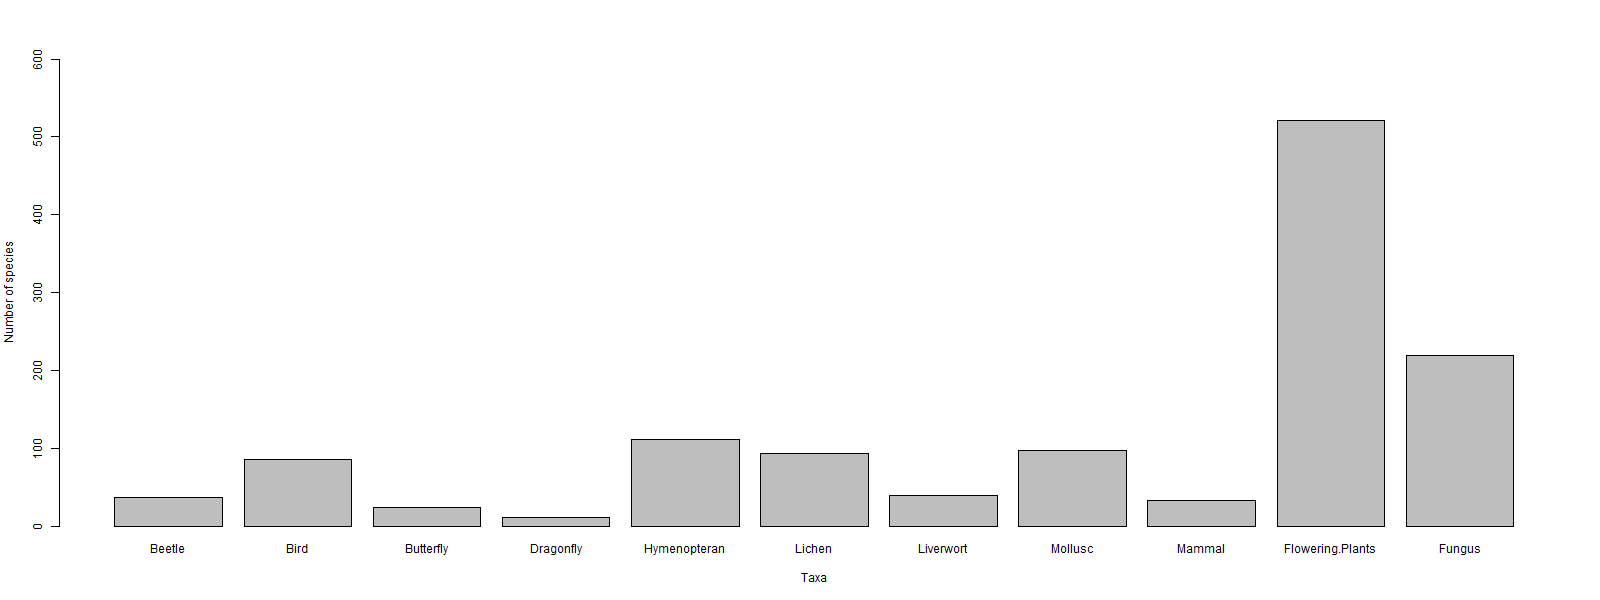 Number of species
600
500
400
300
200
100
0
Beetle Bird Butterfly Dragonfly Hymenopteran Lichen Liverwort Mollusc Mammal Flowering.Plants Fungus
Taxa